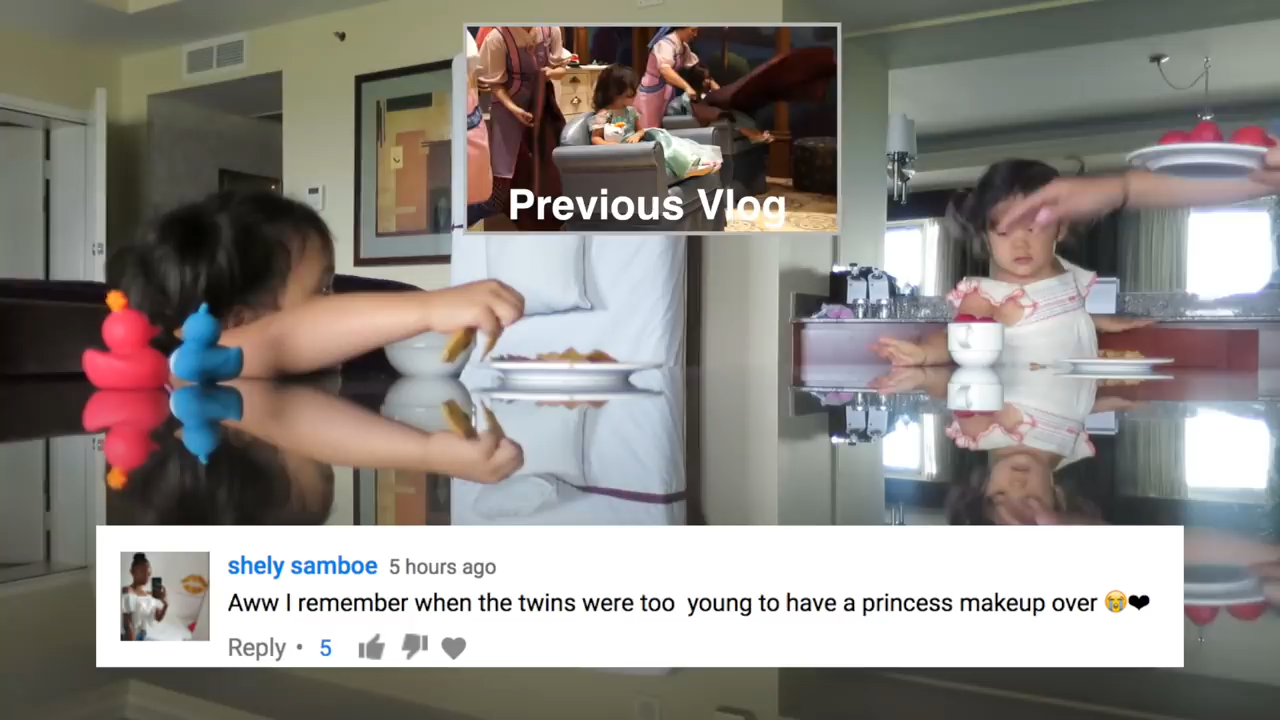 Previous Vlog
shely samboe 5 hours ago
Aww I remember when the twins were too  young to have a princess makeup over 😭❤
Reply • 5